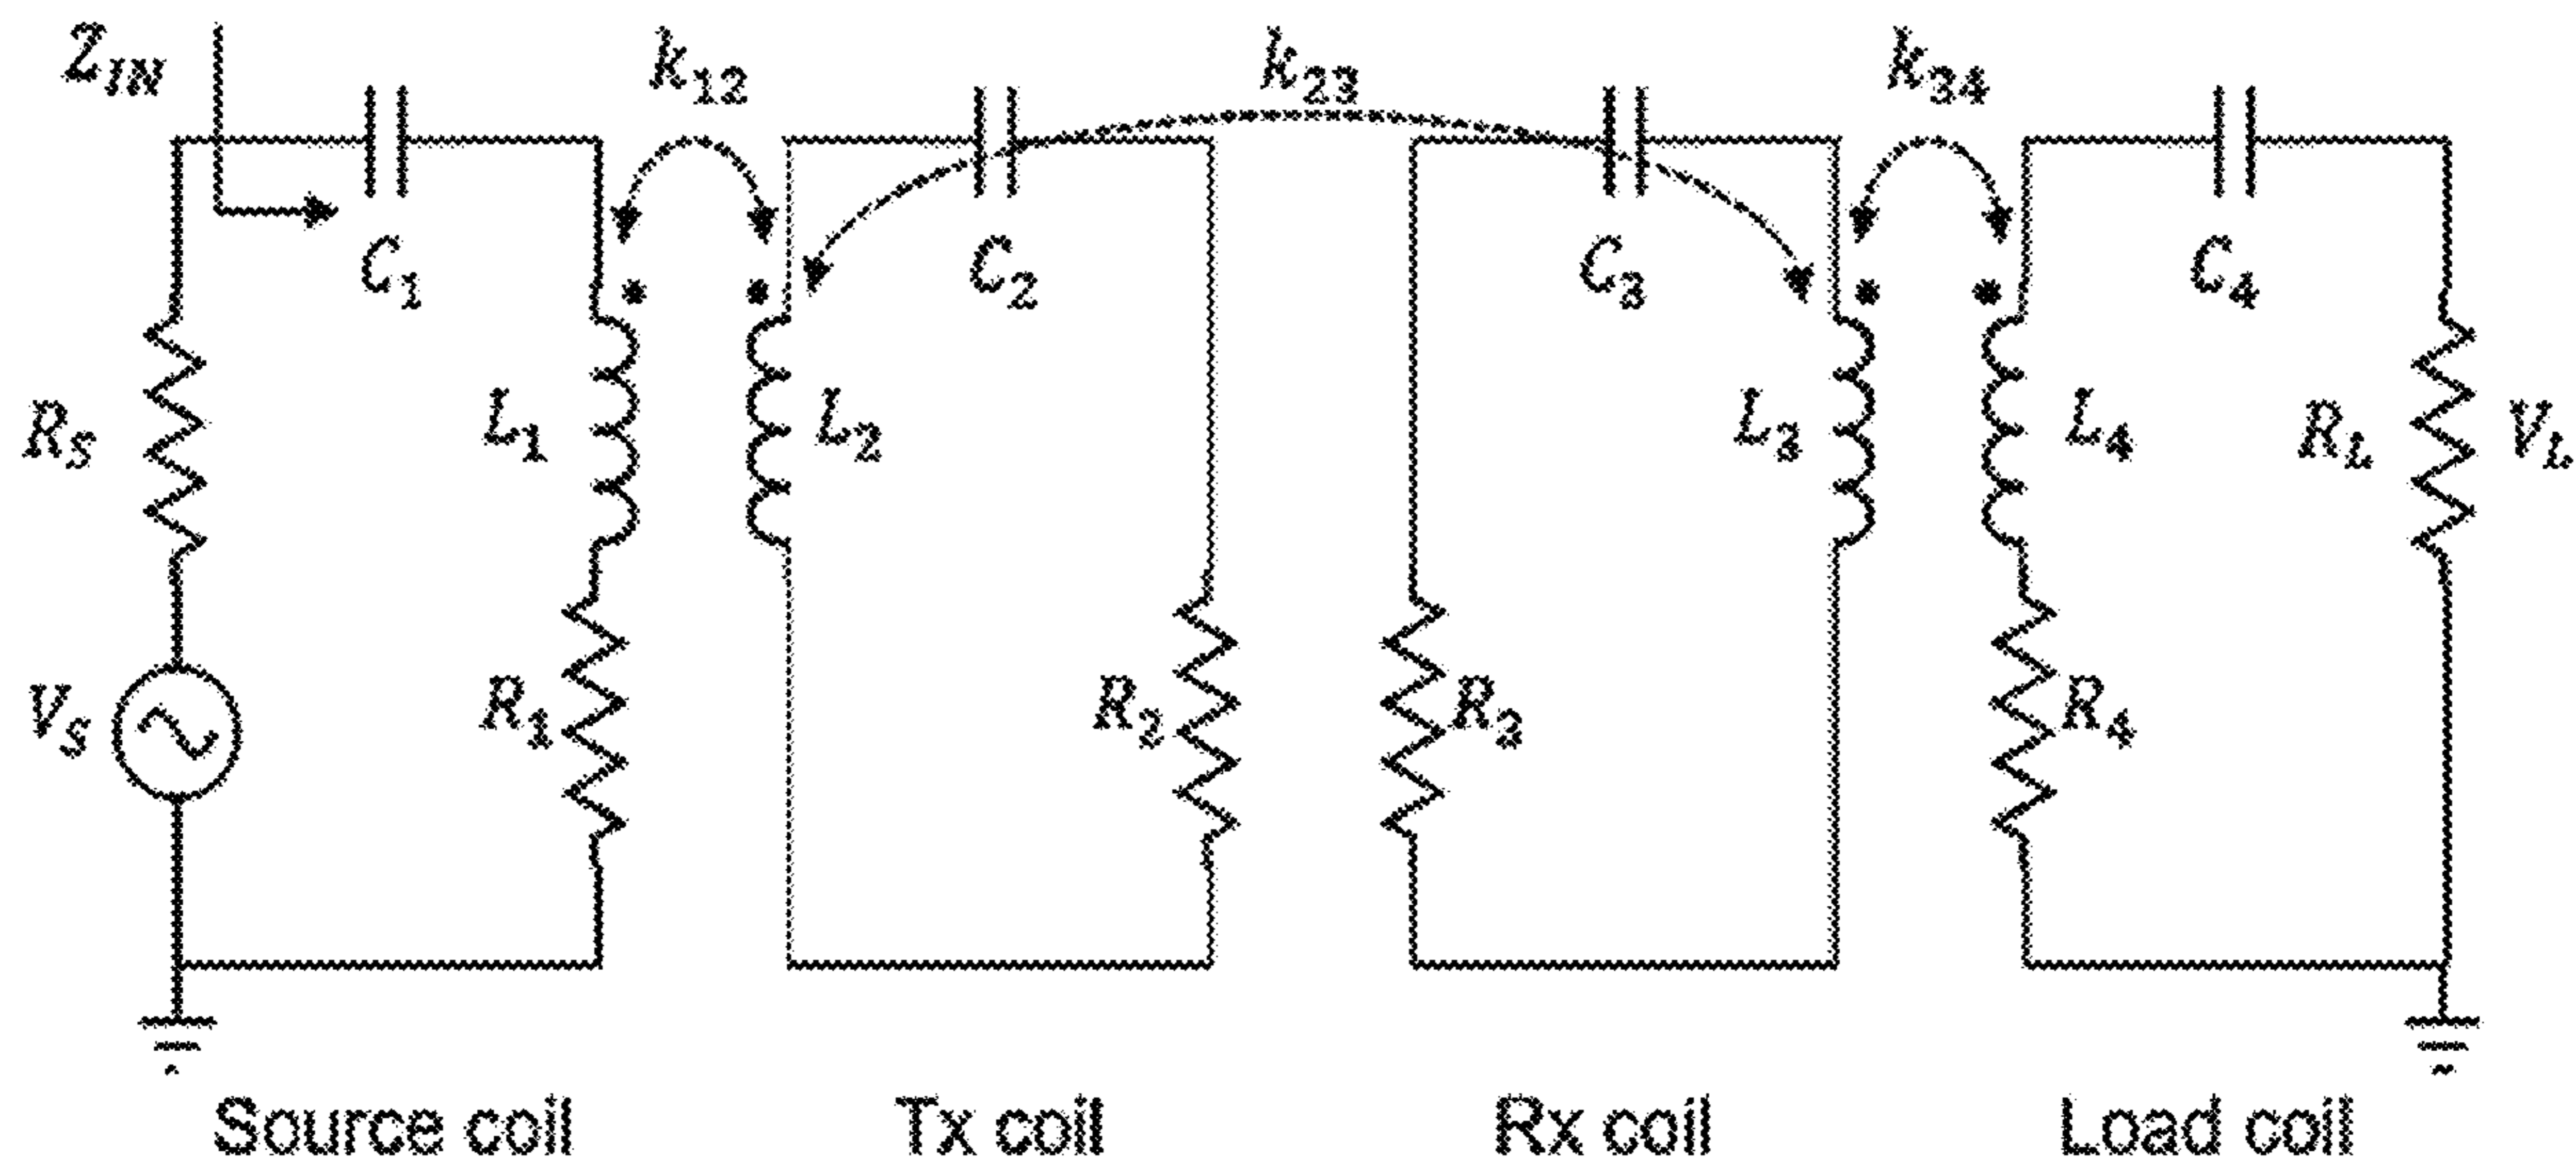 Z_IN k_12 k_23 k_34
C_1 C_2 C_3 C_4
R_S L_1 L_2 L_3 L_4 R_L V_L
V_S R_1 R_2 R_3 R_4
Source coil Tx coil Rx coil Load coil